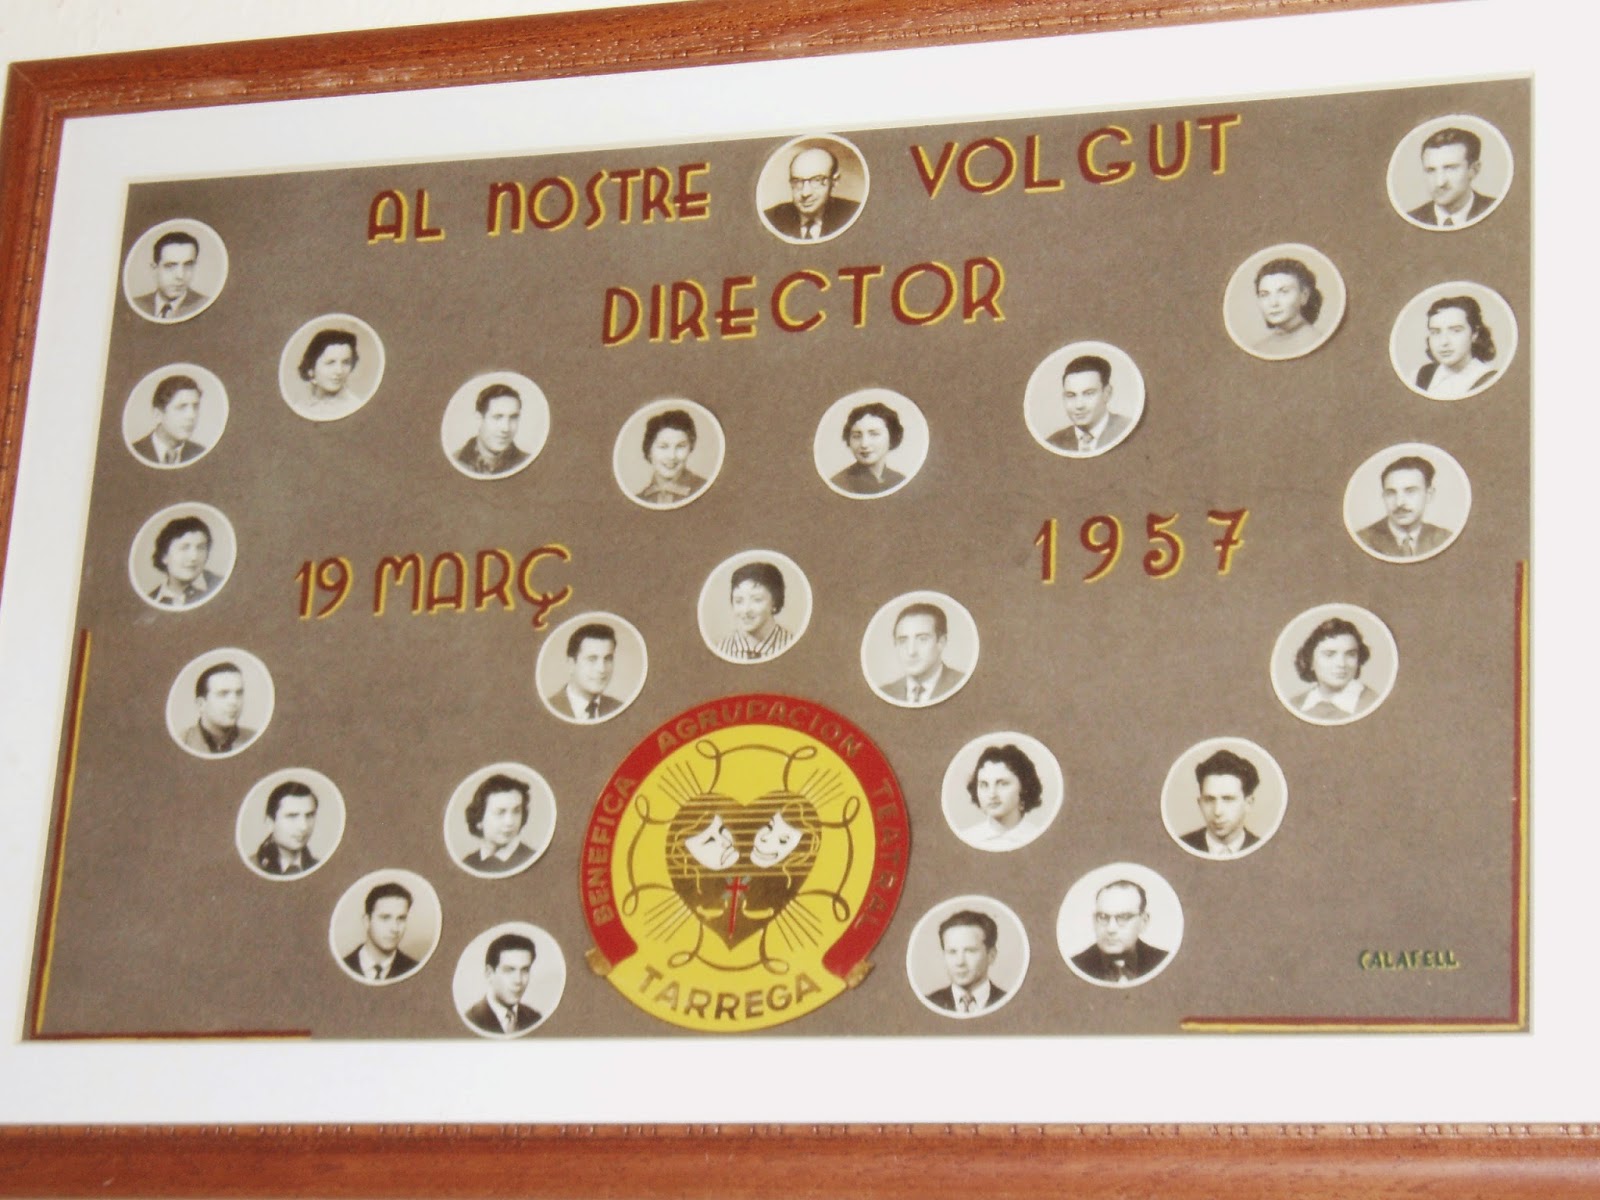 AL NOSTRE VOLGUT
DIRECTOR
19 MARÇ 1957
BENEFICA AGRUPACION TEATRAL
TARREGA
CALAFELL